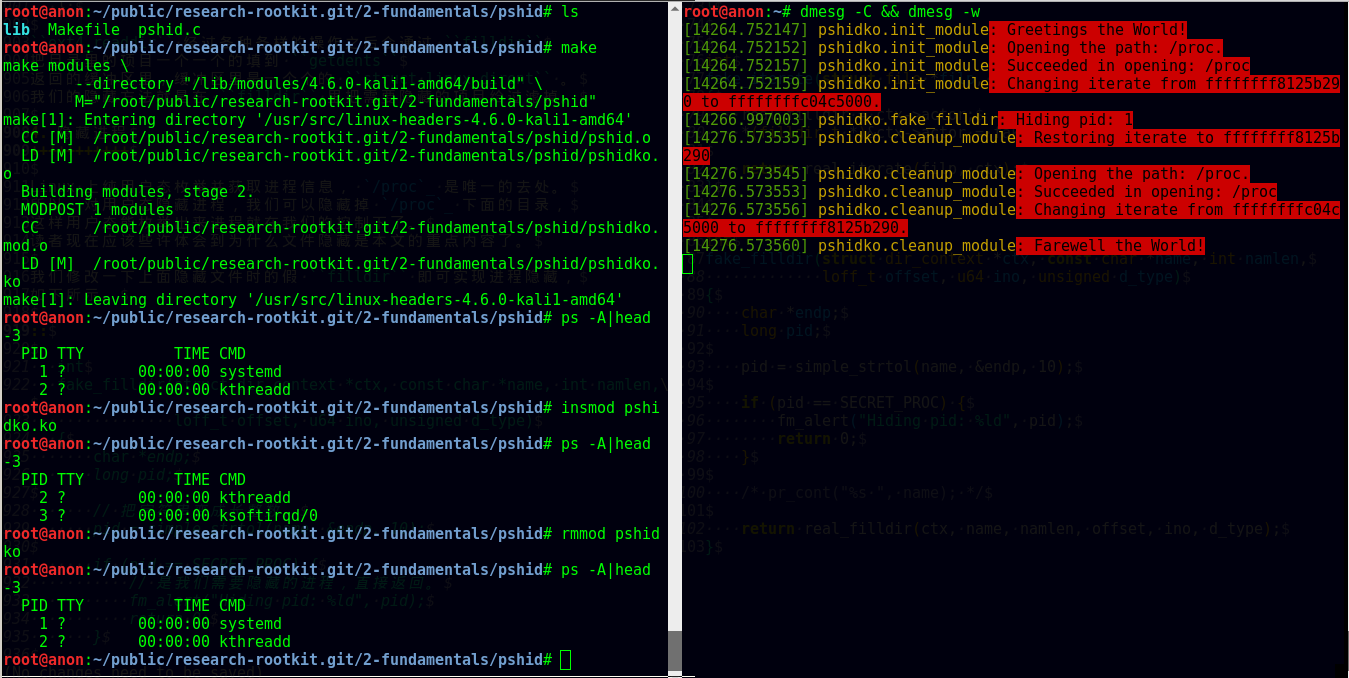 root@anon:~/public/research-rootkit.git/2-fundamentals/pshid# ls
lib  Makefile  pshid.c
root@anon:~/public/research-rootkit.git/2-fundamentals/pshid# make
make modules \
        --directory "/lib/modules/4.6.0-kali1-amd64/build" \
        M="/root/public/research-rootkit.git/2-fundamentals/pshid"
make[1]: Entering directory '/usr/src/linux-headers-4.6.0-kali1-amd64'
  CC [M]  /root/public/research-rootkit.git/2-fundamentals/pshid/pshid.o
  LD [M]  /root/public/research-rootkit.git/2-fundamentals/pshid/pshidko.
o
  Building modules, stage 2.
  MODPOST 1 modules
  CC      /root/public/research-rootkit.git/2-fundamentals/pshid/pshidko.
mod.o
  LD [M]  /root/public/research-rootkit.git/2-fundamentals/pshid/pshidko.
ko
make[1]: Leaving directory '/usr/src/linux-headers-4.6.0-kali1-amd64'
root@anon:~/public/research-rootkit.git/2-fundamentals/pshid# ps -A|head
-3
  PID TTY          TIME CMD
    1 ?        00:00:00 systemd
    2 ?        00:00:00 kthreadd
root@anon:~/public/research-rootkit.git/2-fundamentals/pshid# insmod pshi
dko.ko
root@anon:~/public/research-rootkit.git/2-fundamentals/pshid# ps -A|head
-3
  PID TTY          TIME CMD
    2 ?        00:00:00 kthreadd
    3 ?        00:00:00 ksoftirqd/0
root@anon:~/public/research-rootkit.git/2-fundamentals/pshid# rmmod pshid
ko
root@anon:~/public/research-rootkit.git/2-fundamentals/pshid# ps -A|head
-3
  PID TTY          TIME CMD
    1 ?        00:00:00 systemd
    2 ?        00:00:00 kthreadd
root@anon:~/public/research-rootkit.git/2-fundamentals/pshid#
root@anon:~# dmesg -C && dmesg -w
[14264.752147] pshidko.init_module: Greetings the World!
[14264.752152] pshidko.init_module: Opening the path: /proc.
[14264.752157] pshidko.init_module: Succeeded in opening: /proc
[14264.752159] pshidko.init_module: Changing iterate from ffffffff8125b29
0 to ffffffffc04c5000.
[14266.997003] pshidko.fake_filldir: Hiding pid: 1
[14276.573535] pshidko.cleanup_module: Restoring iterate to ffffffff8125b
290
[14276.573545] pshidko.cleanup_module: Opening the path: /proc.
[14276.573553] pshidko.cleanup_module: Succeeded in opening: /proc
[14276.573556] pshidko.cleanup_module: Changing iterate from ffffffffc04c
5000 to ffffffff8125b290.
[14276.573560] pshidko.cleanup_module: Farewell the World!